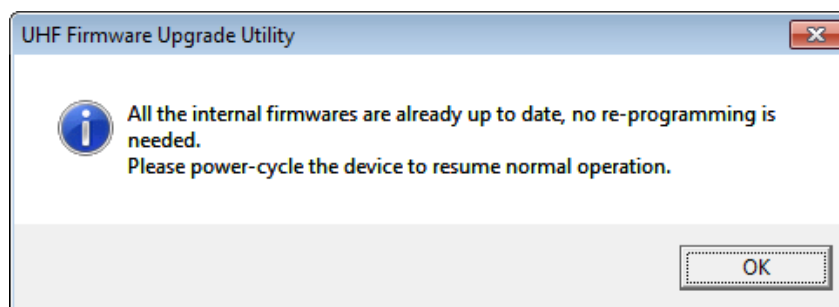 UHF Firmware Upgrade Utility
All the internal firmwares are already up to date, no re-programming is
needed.
Please power-cycle the device to resume normal operation.
OK